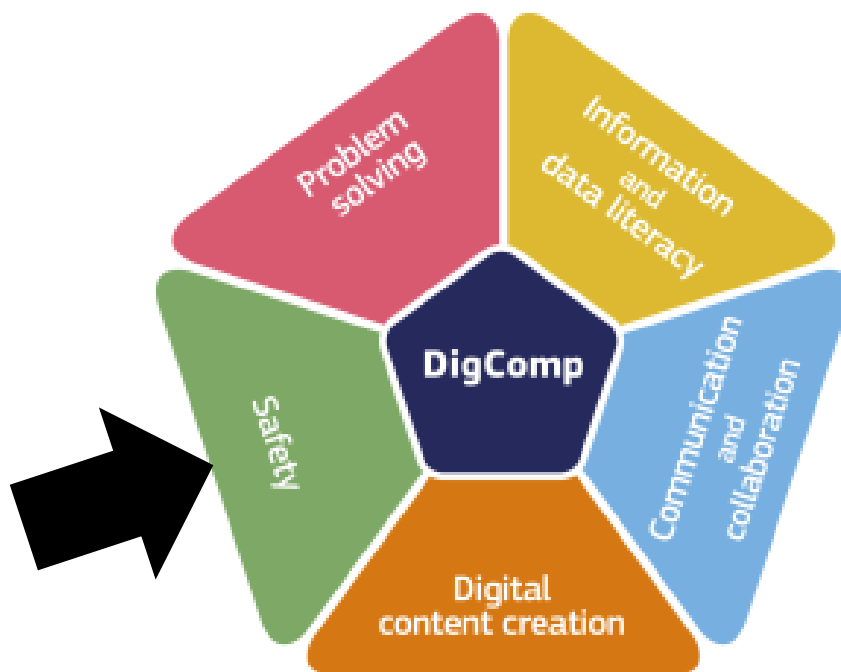 Problem
solving
Information
and
data literacy
DigComp
Safety
Communication
and
collaboration
Digital
content creation